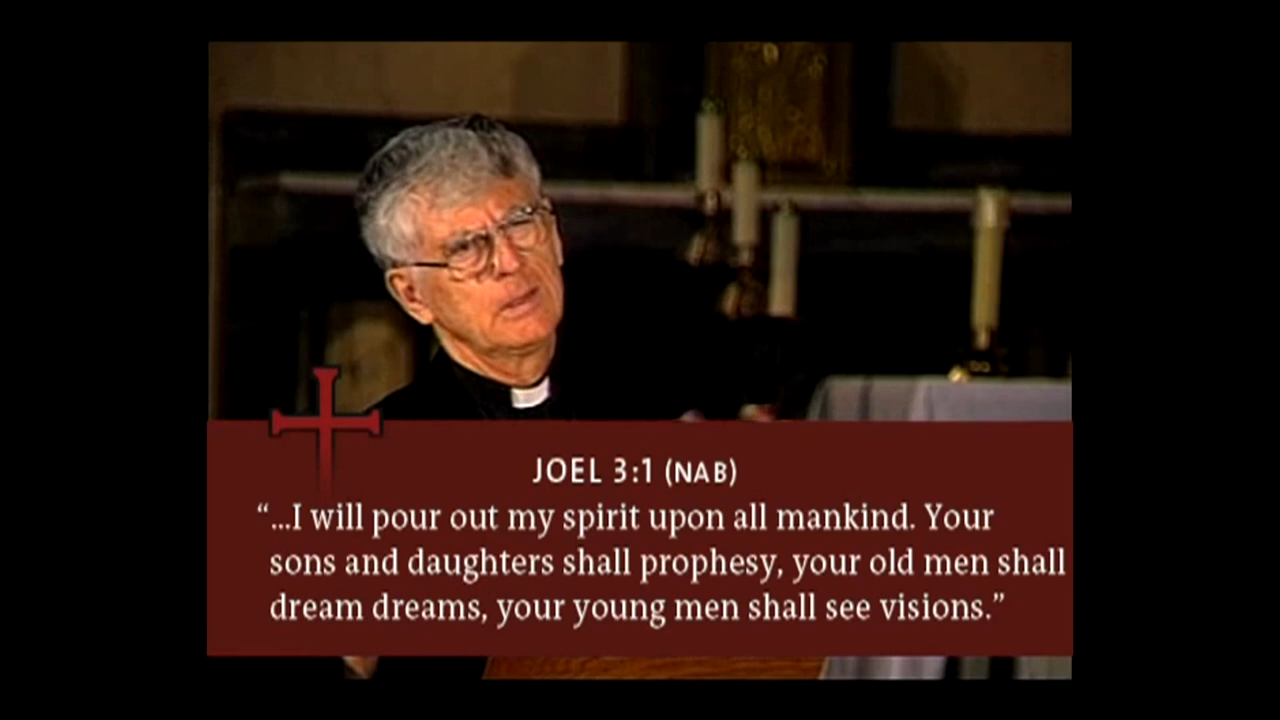 JOEL 3:1 (NAB)
“...I will pour out my spirit upon all mankind. Your
sons and daughters shall prophesy, your old men shall
dream dreams, your young men shall see visions.”